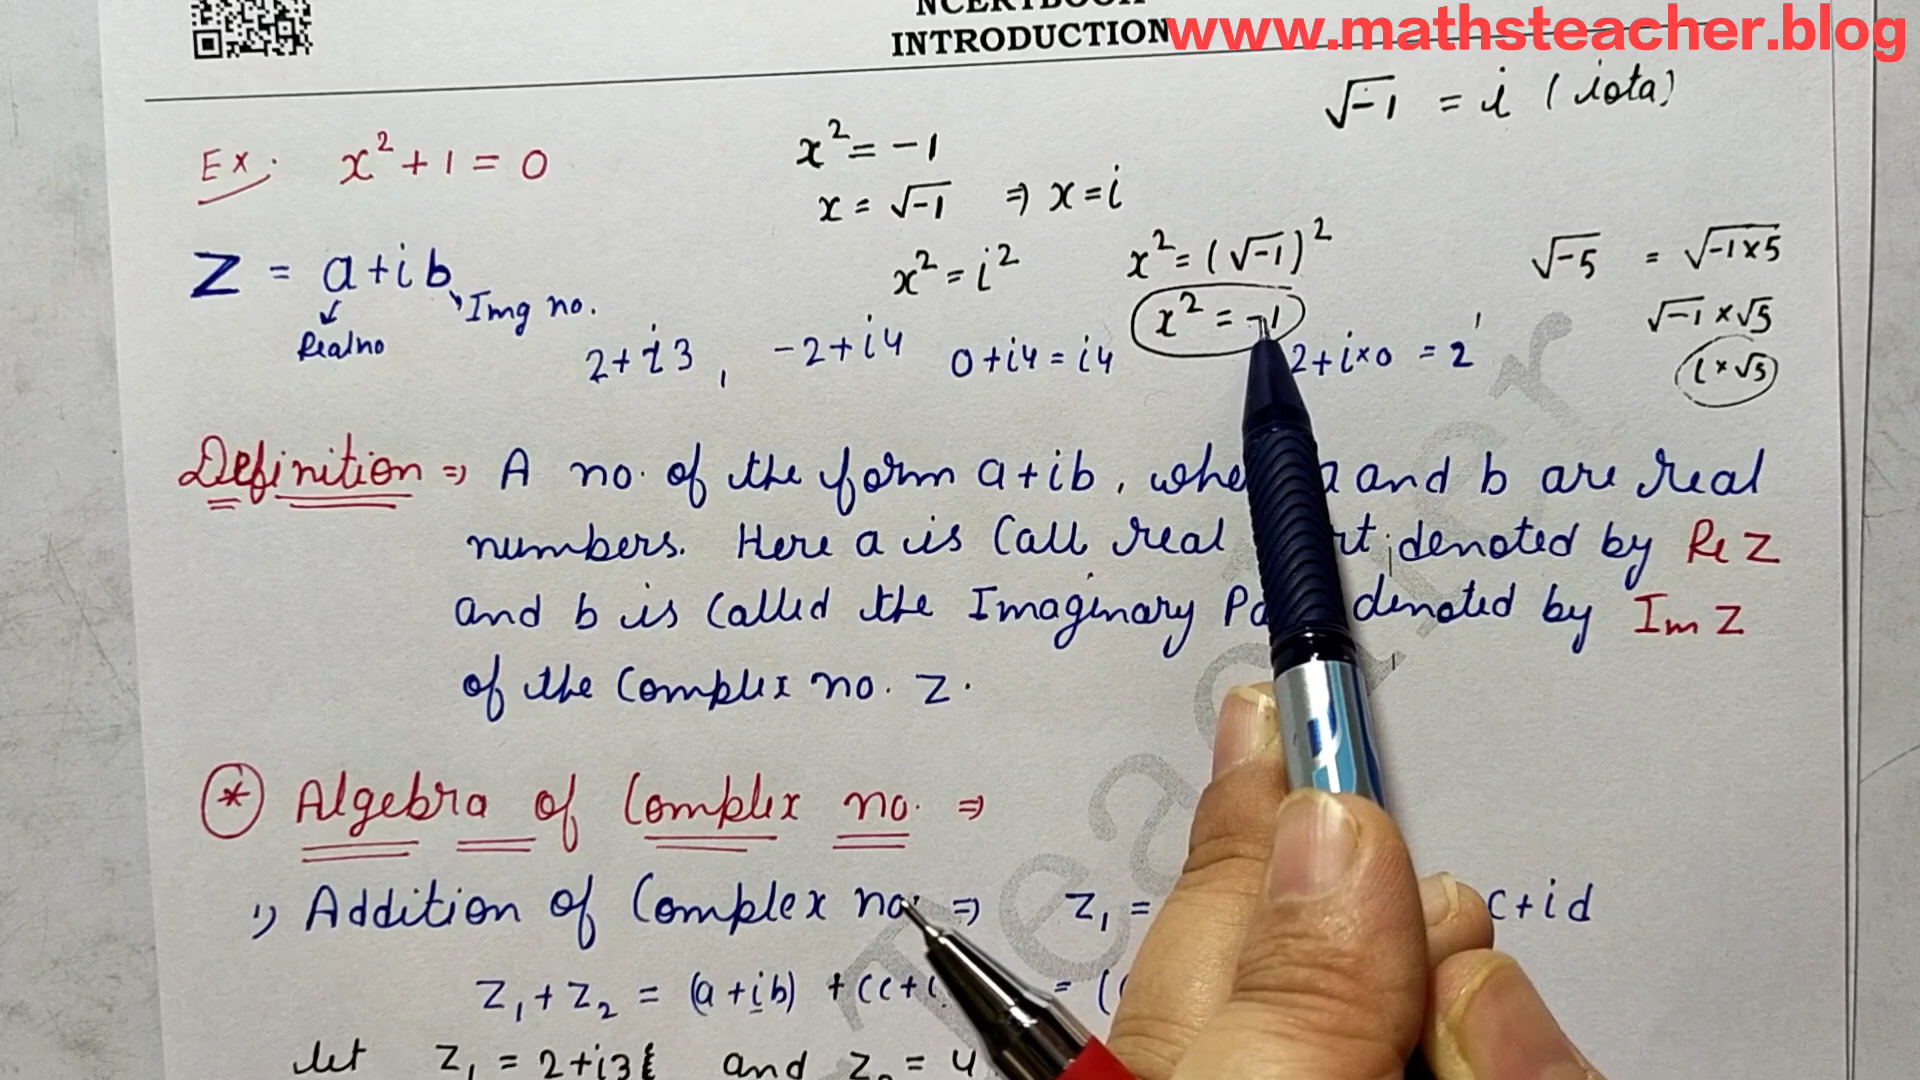 NCERTBOOK
INTRODUCTION
www.mathsteacher.blog
√-1 = i (iota)
Ex. x² + 1 = 0
x² = -1
x = √-1 ⇒ x = i
x² = i²
x² = (√-1)²
x² = -1
√-5 = √-1×5
√-1 × √5
i × √5
Z = a+ib
Real no
Img no.
2+i3, -2+i4 0+i4 = i4 2+i×0 = 2
Definition ⇒ A no. of the form a+ib, a and b are real
numbers. Here a is Call real denoted by Re Z
and b is called the Imaginary denoted by Im Z
of the Complex no. Z.
* Algebra of Complex no. ⇒
1) Addition of Complex no. ⇒ Z₁ = c+id
Z₁+Z₂ = (a+ib) + (c+ = (
let Z₁ = 2+i3 and Z₂ = 4
Teacher